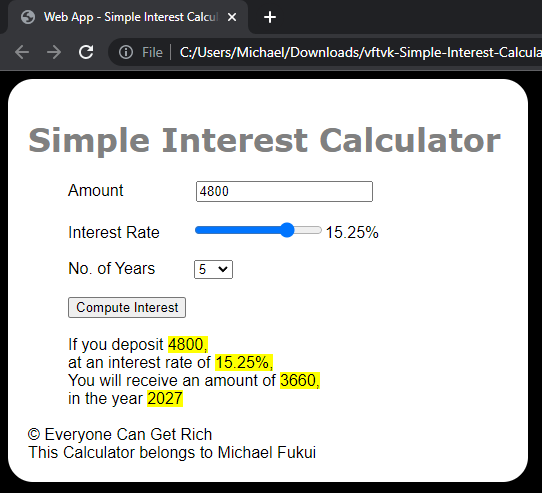 Web App - Simple Interest Calcul
File
C:/Users/Michael/Downloads/vftvk-Simple-Interest-Calcula
Simple Interest Calculator
Amount 4800
Interest Rate 15.25%
No. of Years 5
Compute Interest
If you deposit 4800,
at an interest rate of 15.25%,
You will receive an amount of 3660,
in the year 2027
© Everyone Can Get Rich
This Calculator belongs to Michael Fukui